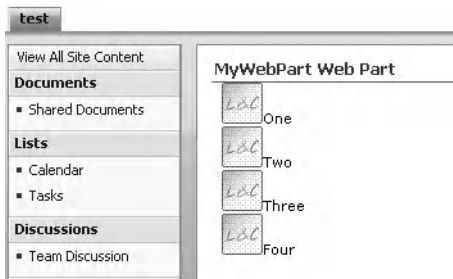 test
View All Site Content
Documents
Shared Documents
Lists
Calendar
Tasks
Discussions
Team Discussion
MyWebPart Web Part
L&C
One
L&C
Two
L&C
Three
L&C
Four